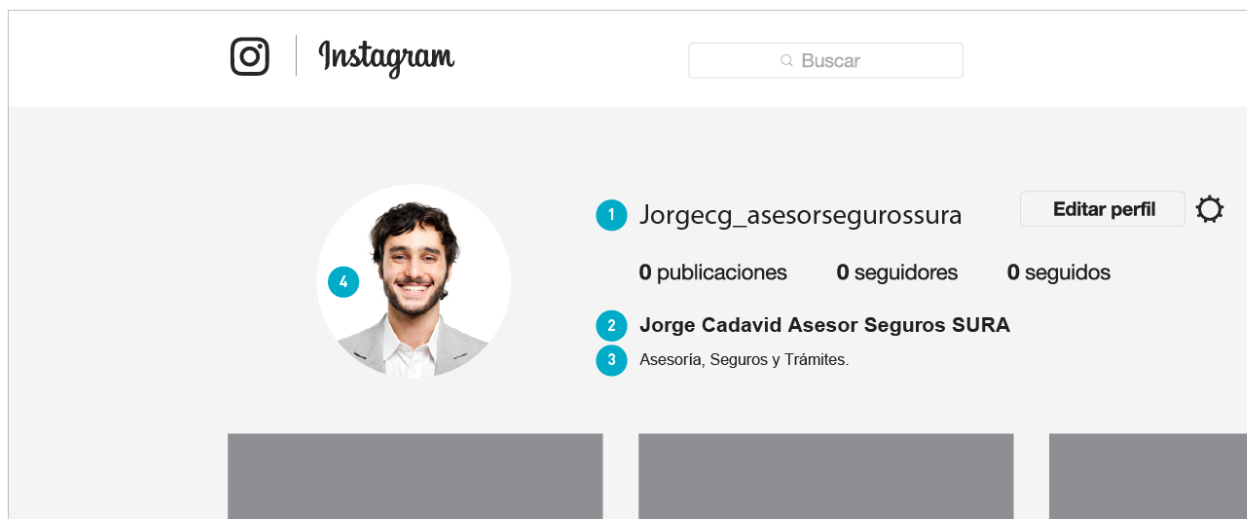 Instagram
Buscar
1 Jorgecg_asesorsegurossura Editar perfil
0 publicaciones 0 seguidores 0 seguidos
4
2 Jorge Cadavid Asesor Seguros SURA
3 Asesoría, Seguros y Trámites.